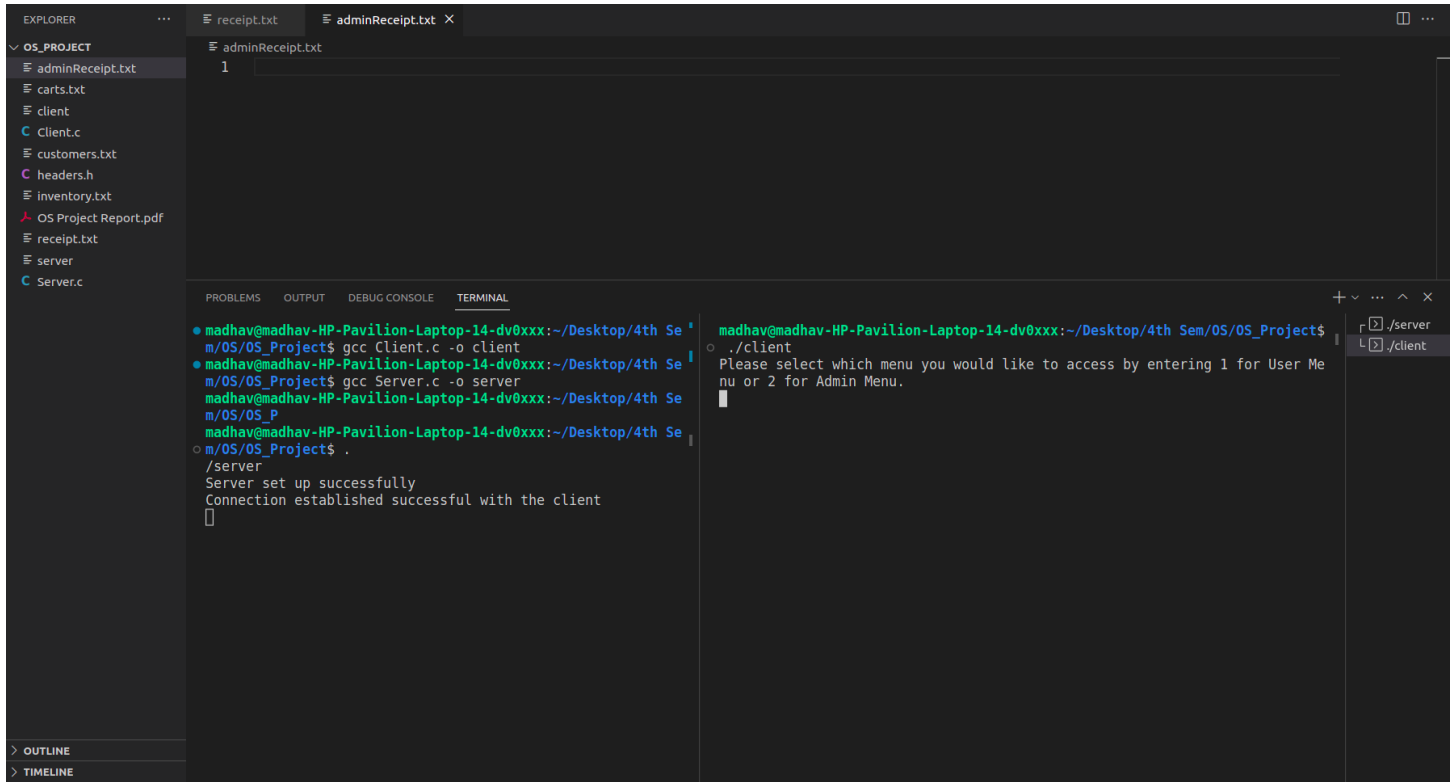 EXPLORER ...
OS_PROJECT
adminReceipt.txt
carts.txt
client
C Client.c
customers.txt
C headers.h
inventory.txt
OS Project Report.pdf
receipt.txt
server
C Server.c
OUTLINE
TIMELINE
receipt.txt
adminReceipt.txt
...
adminReceipt.txt
1
PROBLEMS OUTPUT DEBUG CONSOLE TERMINAL
...
madhav@madhav-HP-Pavilion-Laptop-14-dv0xxx:~/Desktop/4th Se
m/OS/OS_Project$ gcc Client.c -o client
madhav@madhav-HP-Pavilion-Laptop-14-dv0xxx:~/Desktop/4th Se
m/OS/OS_Project$ gcc Server.c -o server
madhav@madhav-HP-Pavilion-Laptop-14-dv0xxx:~/Desktop/4th Se
m/OS/OS_P
madhav@madhav-HP-Pavilion-Laptop-14-dv0xxx:~/Desktop/4th Se
m/OS/OS_Project$ .
/server
Server set up successfully
Connection established successful with the client
madhav@madhav-HP-Pavilion-Laptop-14-dv0xxx:~/Desktop/4th Sem/OS/OS_Project$
./client
Please select which menu you would like to access by entering 1 for User Me
nu or 2 for Admin Menu.
./server
./client